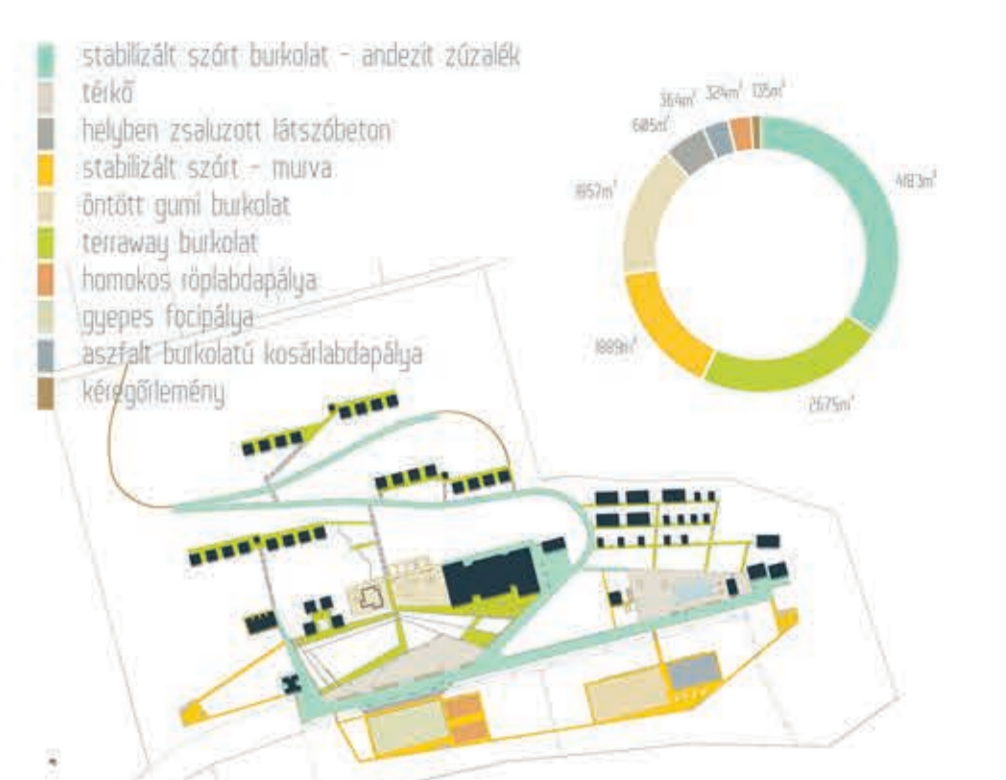 stabilizált szórt burkolat - andezit zúzalék
térkő
helyben zsaluzott látszóbeton
stabilizált szórt - murva
öntött gumi burkolat
terraway burkolat
homokos röplabdapálya
gyepes focipálya
aszfalt burkolatú kosárlabdapálya
kéregőrlemény
364m² 324m² 135m²
605m²
4183m²
1889m²
2675m²